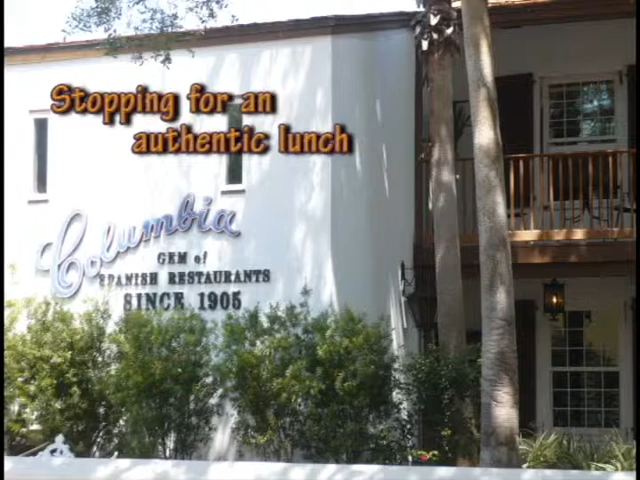 Stopping for an
authentic lunch
Columbia
GEM of
SPANISH RESTAURANTS
SINCE 1905